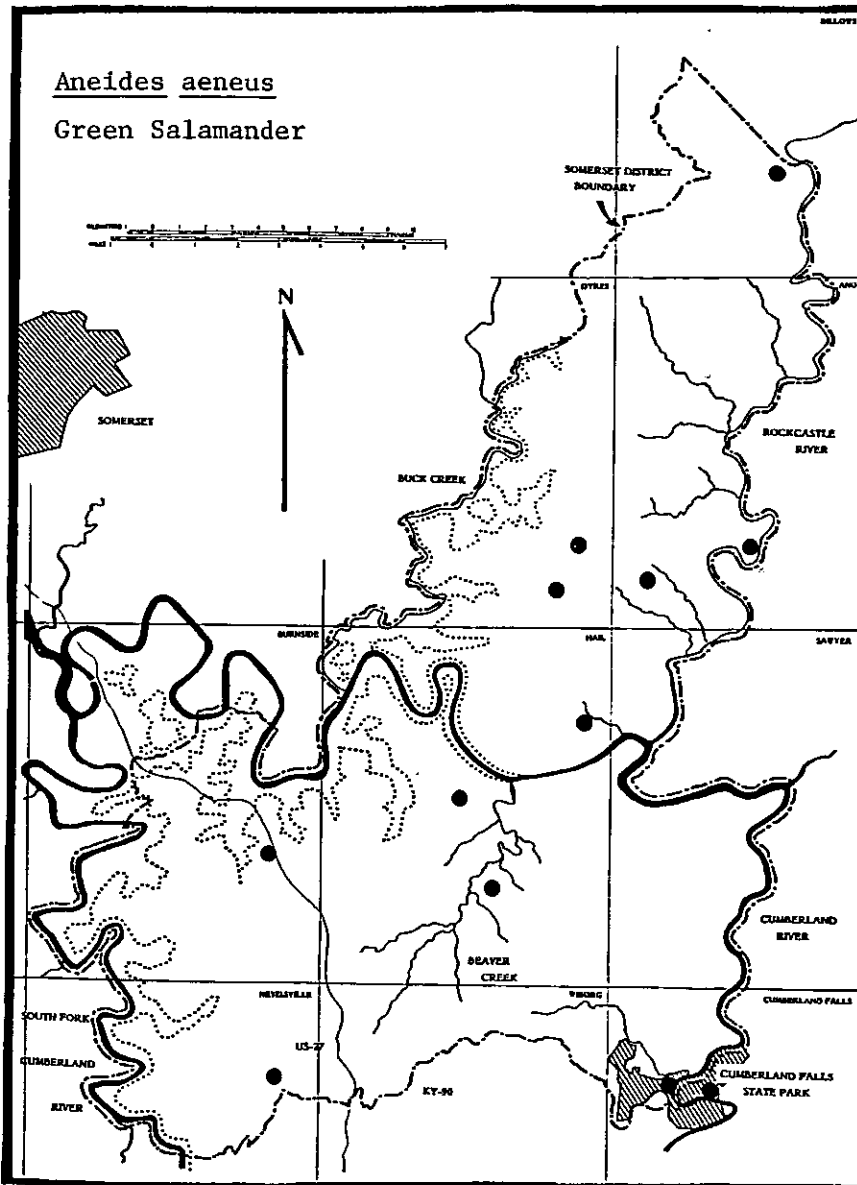 Aneides aeneus
Green Salamander
SOMERSET DISTRICT
BOUNDARY
N
DYKES
ANO
SOMERSET
ROCKCASTLE
RIVER
BUCK CREEK
BURNSIDE
HAIL
SAWYER
CUMBERLAND
RIVER
BEAVER
CREEK
NEVELSVILLE
WIBORG
CUMBERLAND FALLS
SOUTH FORK
CUMBERLAND
RIVER
US-27
KY-90
CUMBERLAND FALLS
STATE PARK